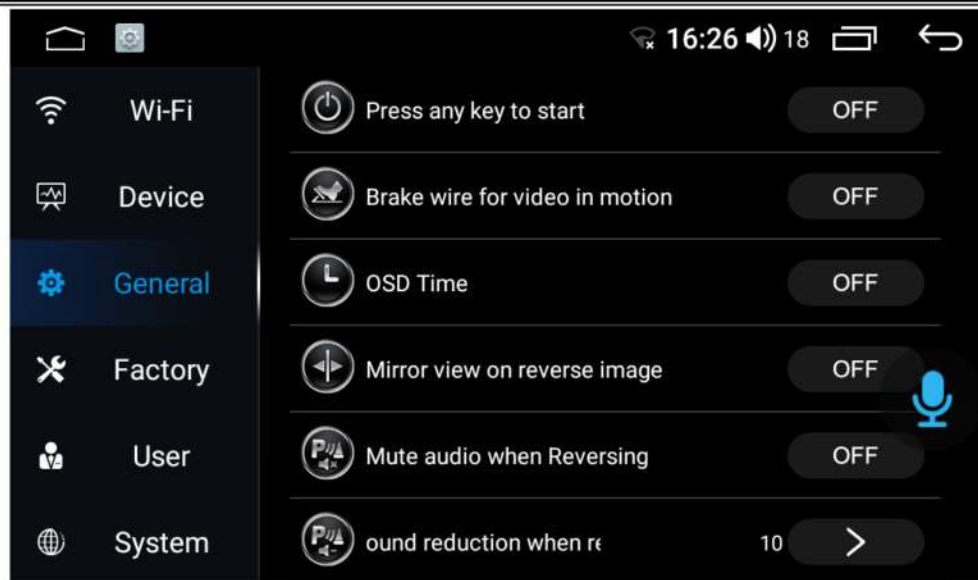 16:26 18
Wi-Fi
Device
General
Factory
User
System
Press any key to start OFF
Brake wire for video in motion OFF
OSD Time OFF
Mirror view on reverse image OFF
Mute audio when Reversing OFF
ound reduction when re 10